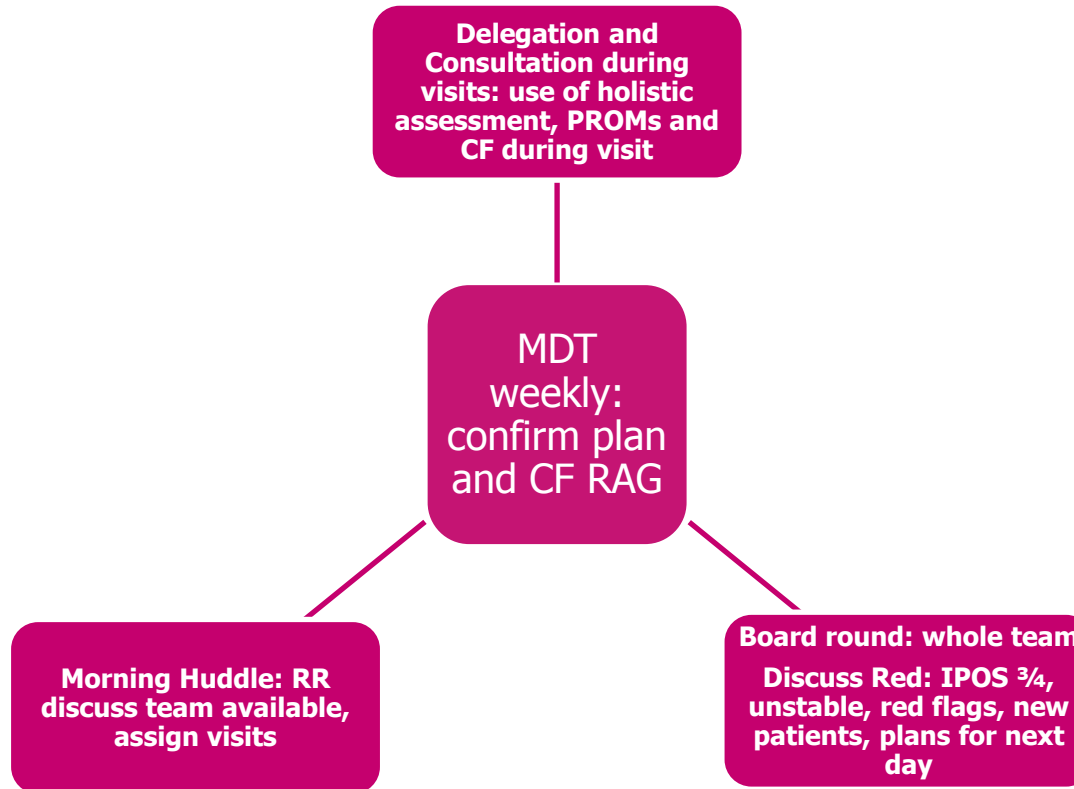 Delegation and
Consultation during
visits: use of holistic
assessment, PROMs and
CF during visit
MDT
weekly:
confirm plan
and CF RAG
Morning Huddle: RR
discuss team available,
assign visits
Board round: whole team
Discuss Red: IPOS ¾,
unstable, red flags, new
patients, plans for next
day